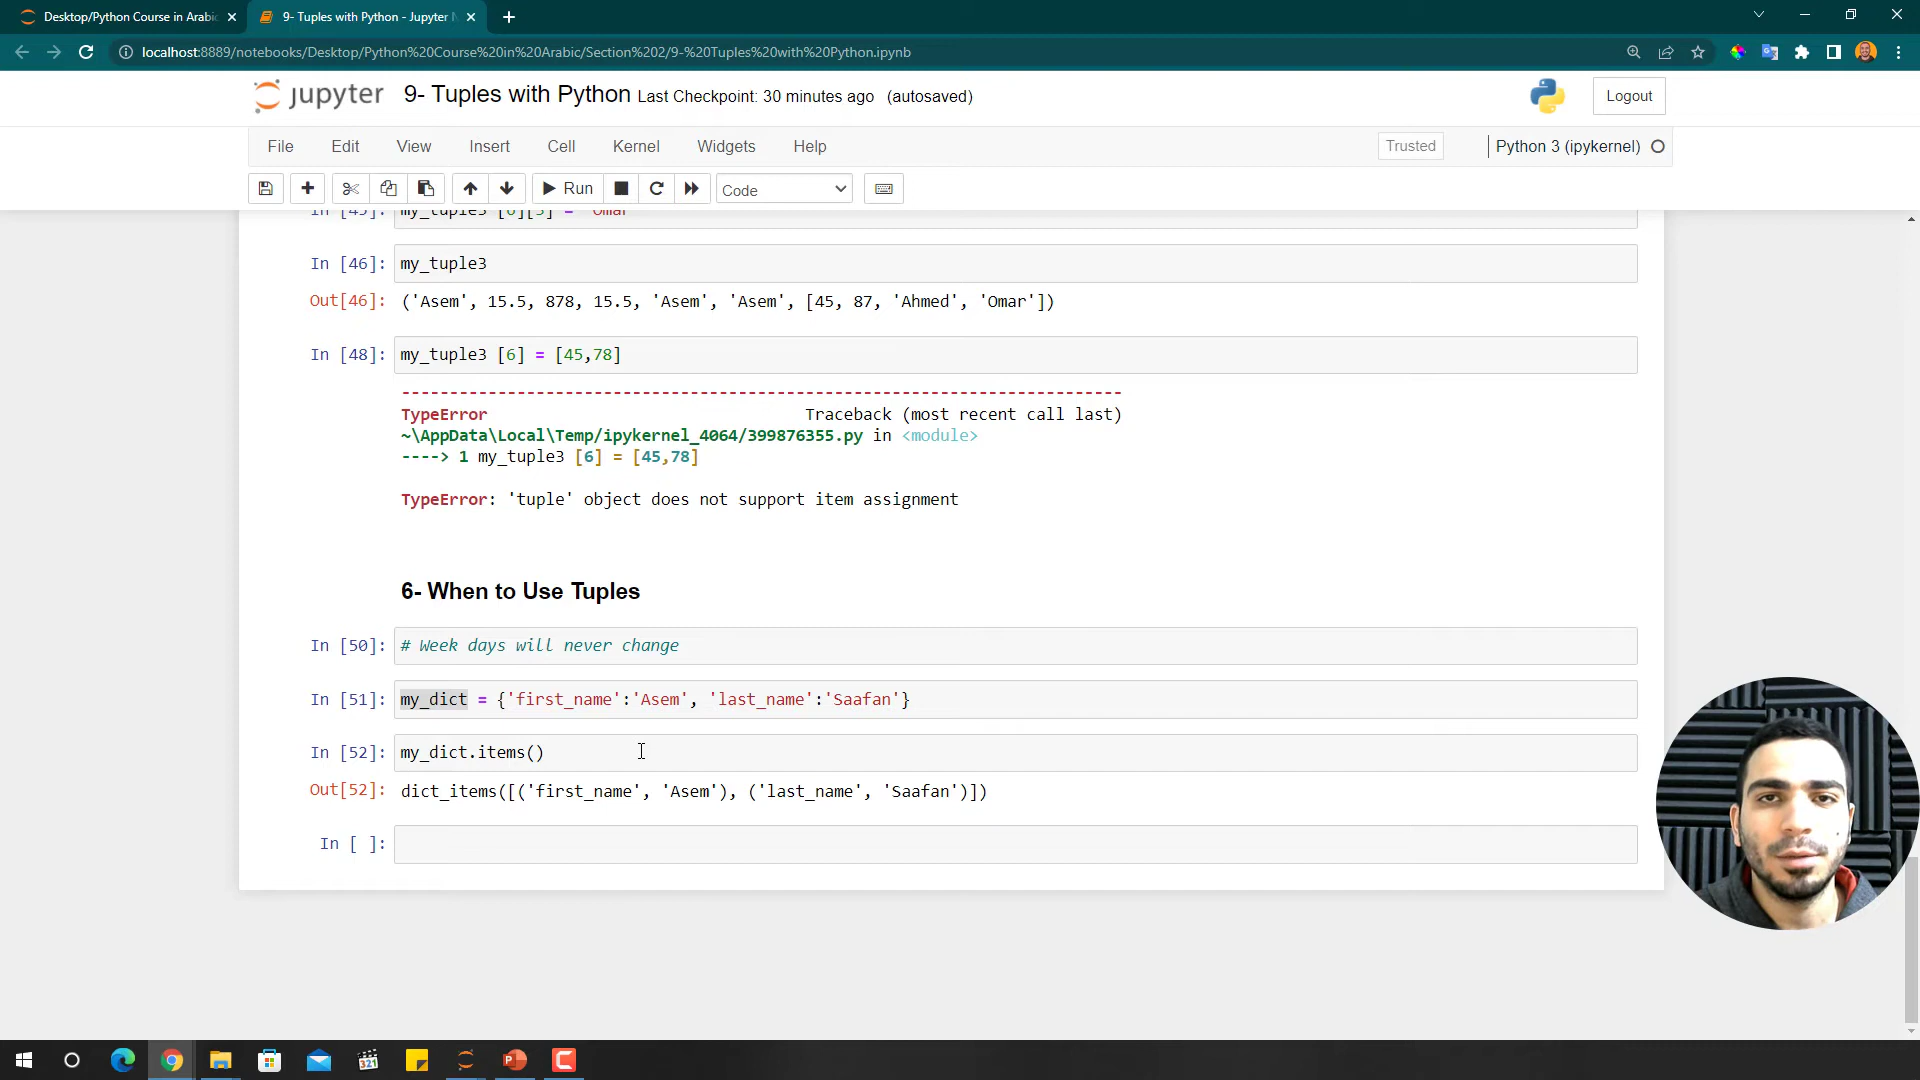 Desktop/Python Course in Arabic
9- Tuples with Python - Jupyter N
localhost:8889/notebooks/Desktop/Python%20Course%20in%20Arabic/Section%202/9-%20Tuples%20with%20Python.ipynb
jupyter 9- Tuples with Python Last Checkpoint: 30 minutes ago (autosaved)
Logout
File Edit View Insert Cell Kernel Widgets Help
Trusted
Python 3 (ipykernel)
Run
Code
In [45]: my_tuple3 [6][3] = 'Omar'
In [46]: my_tuple3
Out[46]: ('Asem', 15.5, 878, 15.5, 'Asem', 'Asem', [45, 87, 'Ahmed', 'Omar'])
In [48]: my_tuple3 [6] = [45,78]
---------------------------------------------------------------------------
TypeError Traceback (most recent call last)
~\AppData\Local\Temp/ipykernel_4064/399876355.py in <module>
----> 1 my_tuple3 [6] = [45,78]
TypeError: 'tuple' object does not support item assignment
6- When to Use Tuples
In [50]: # Week days will never change
In [51]: my_dict = {'first_name':'Asem', 'last_name':'Saafan'}
In [52]: my_dict.items()
Out[52]: dict_items([('first_name', 'Asem'), ('last_name', 'Saafan')])
In [ ]: